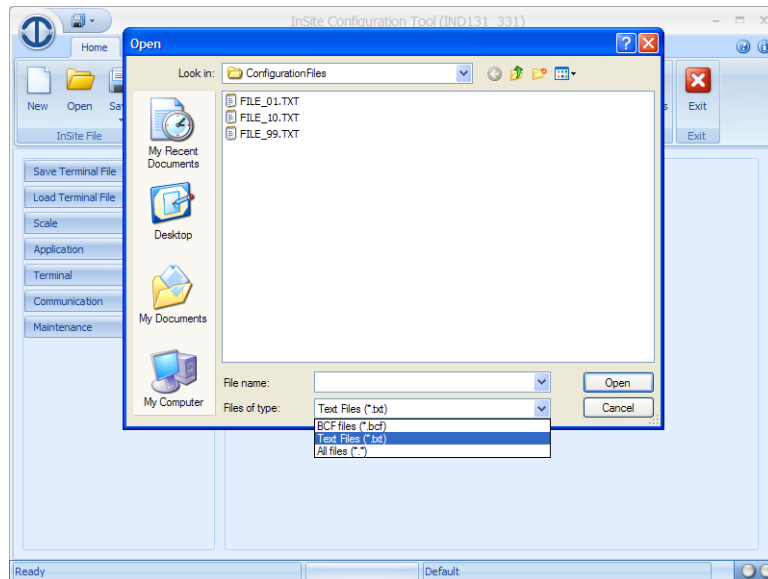 InSite Configuration Tool (IND131_331)
Home
Open
Look in:
ConfigurationFiles
New
Open
InSite File
Exit
Exit
FILE_01.TXT
FILE_10.TXT
FILE_99.TXT
My Recent
Documents
Desktop
My Documents
My Computer
Save Terminal File
Load Terminal File
Scale
Application
Terminal
Communication
Maintenance
File name:
Open
Files of type:
Text Files (*.txt)
Cancel
BCF files (*.bcf)
Text Files (*.txt)
All files (*.*)
Ready
Default